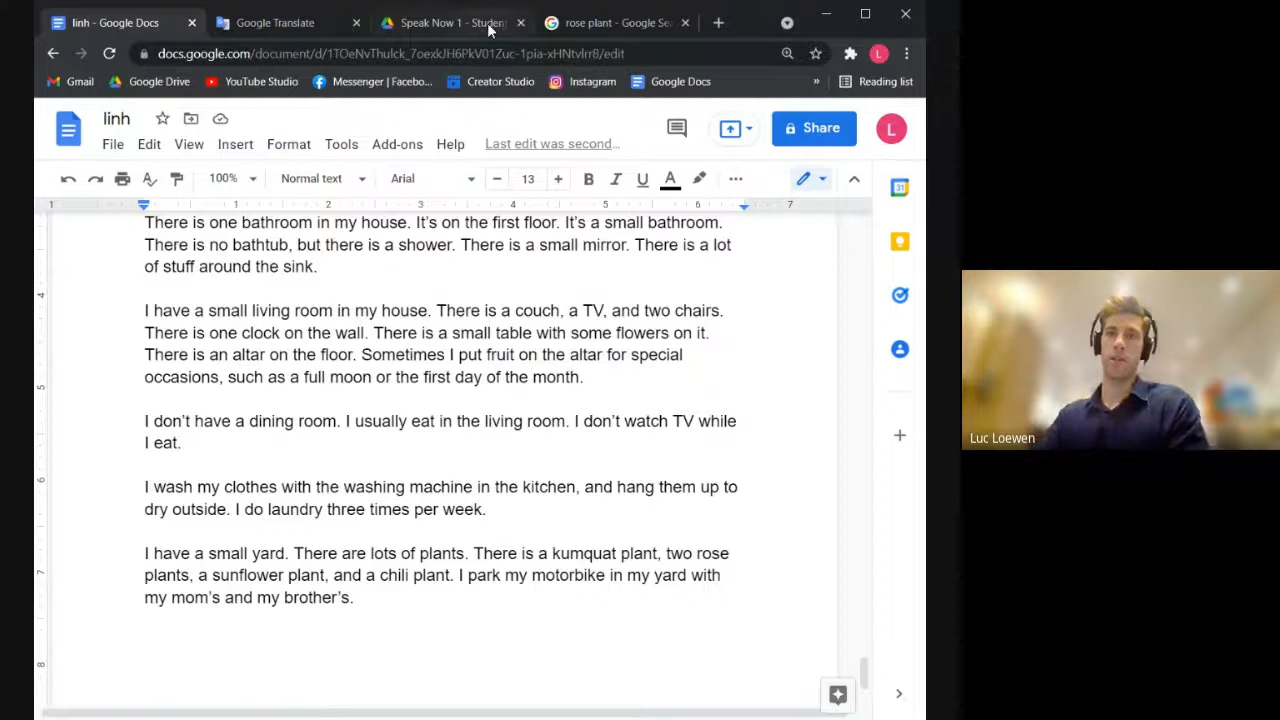 linh - Google Docs
Google Translate
Speak Now 1 - Student
rose plant - Google Sea
docs.google.com/document/d/1TOeNvThulck_7oexkJH6PkV01Zuc-1pia-xHNtvlrr8/edit
Gmail
Google Drive
YouTube Studio
Messenger | Facebo...
Creator Studio
Instagram
Google Docs
»
Reading list
linh
Share
L
File Edit View Insert Format Tools Add-ons Help Last edit was second...
100% Normal text Arial 13
1 1 2 3 4 5 6 7
There is one bathroom in my house. It's on the first floor. It's a small bathroom.
There is no bathtub, but there is a shower. There is a small mirror. There is a lot
of stuff around the sink.
I have a small living room in my house. There is a couch, a TV, and two chairs.
There is one clock on the wall. There is a small table with some flowers on it.
There is an altar on the floor. Sometimes I put fruit on the altar for special
occasions, such as a full moon or the first day of the month.
I don't have a dining room. I usually eat in the living room. I don't watch TV while
I eat.
I wash my clothes with the washing machine in the kitchen, and hang them up to
dry outside. I do laundry three times per week.
I have a small yard. There are lots of plants. There is a kumquat plant, two rose
plants, a sunflower plant, and a chili plant. I park my motorbike in my yard with
my mom's and my brother's.
Luc Loewen